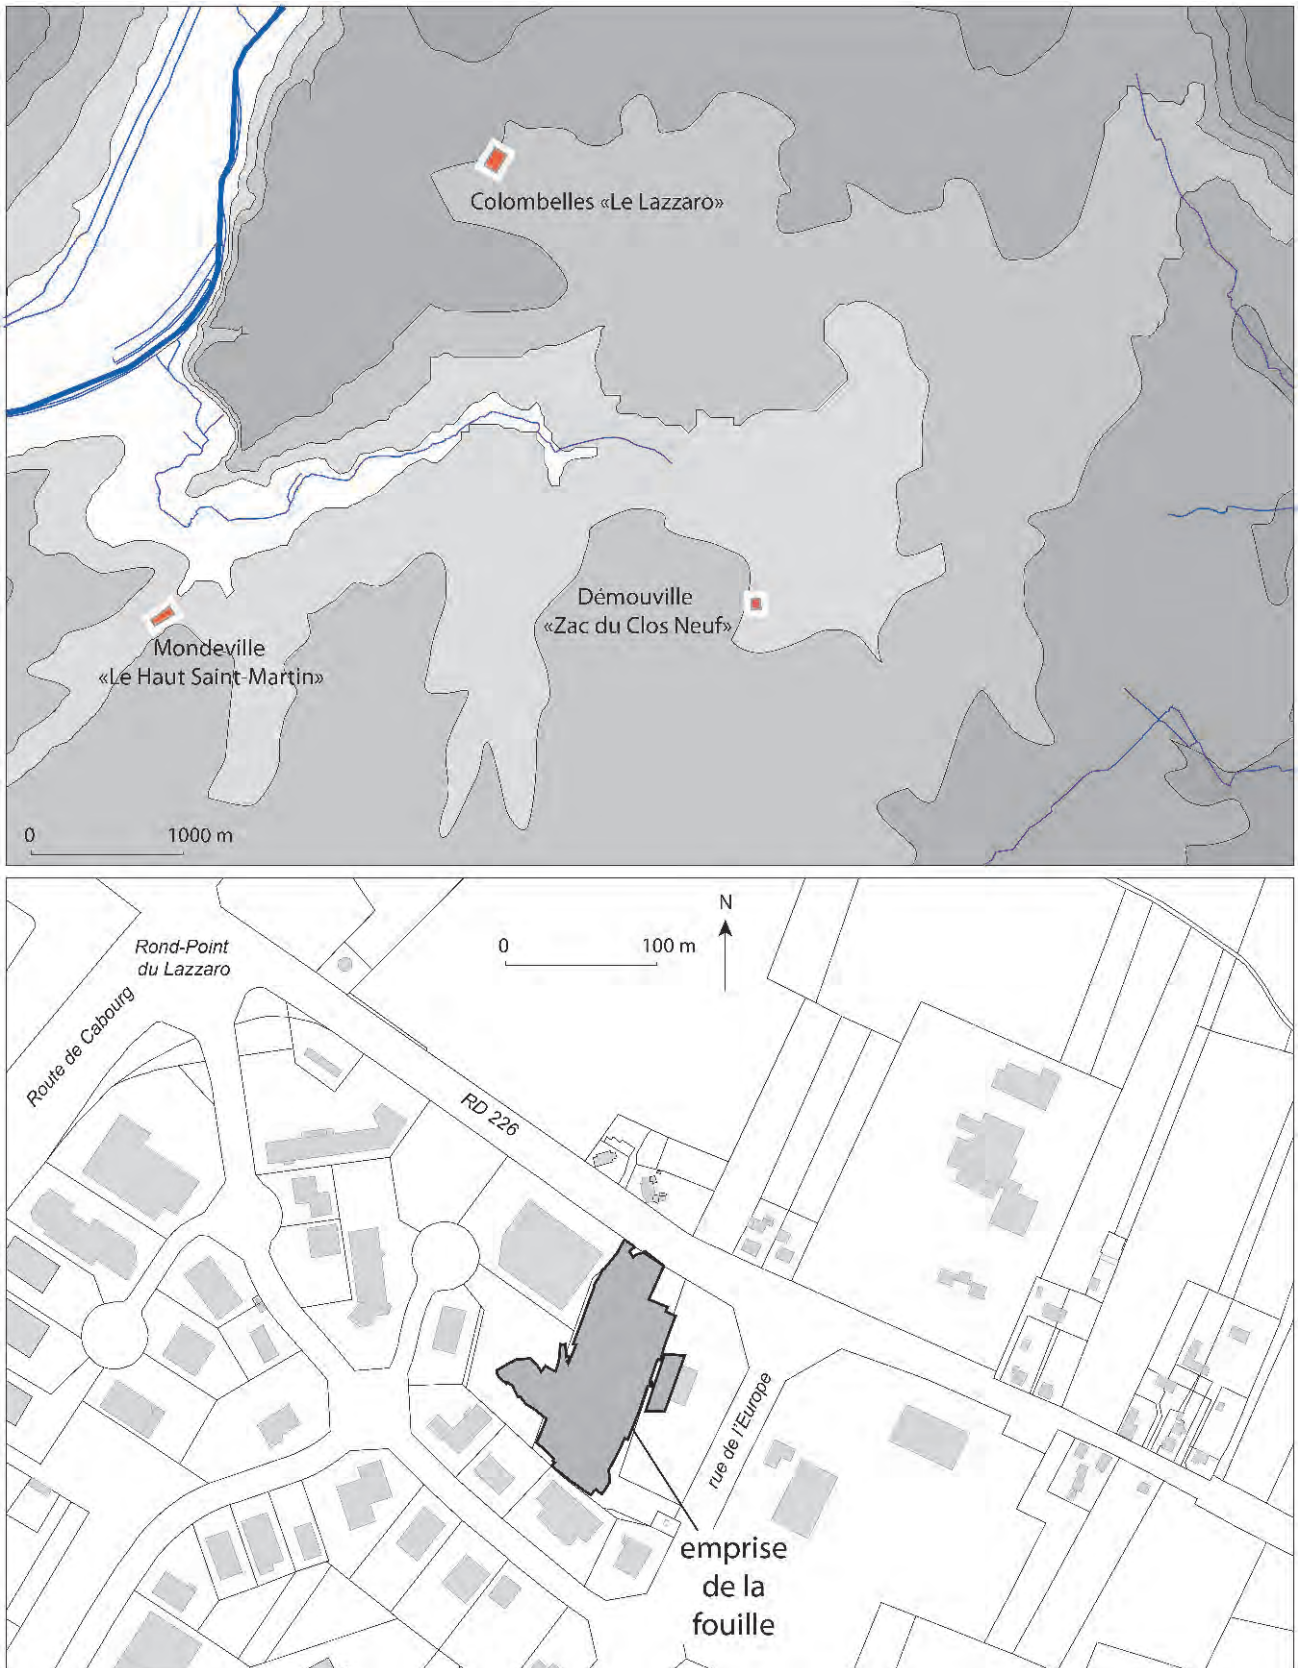 Colombelles «Le Lazzaro»
Démouville
«Zac du Clos Neuf»
Mondeville
«Le Haut Saint-Martin»
0 1000 m
N
0 100 m
Rond-Point
du Lazzaro
Route de Cabourg
RD 226
rue de l'Europe
emprise
de la
fouille